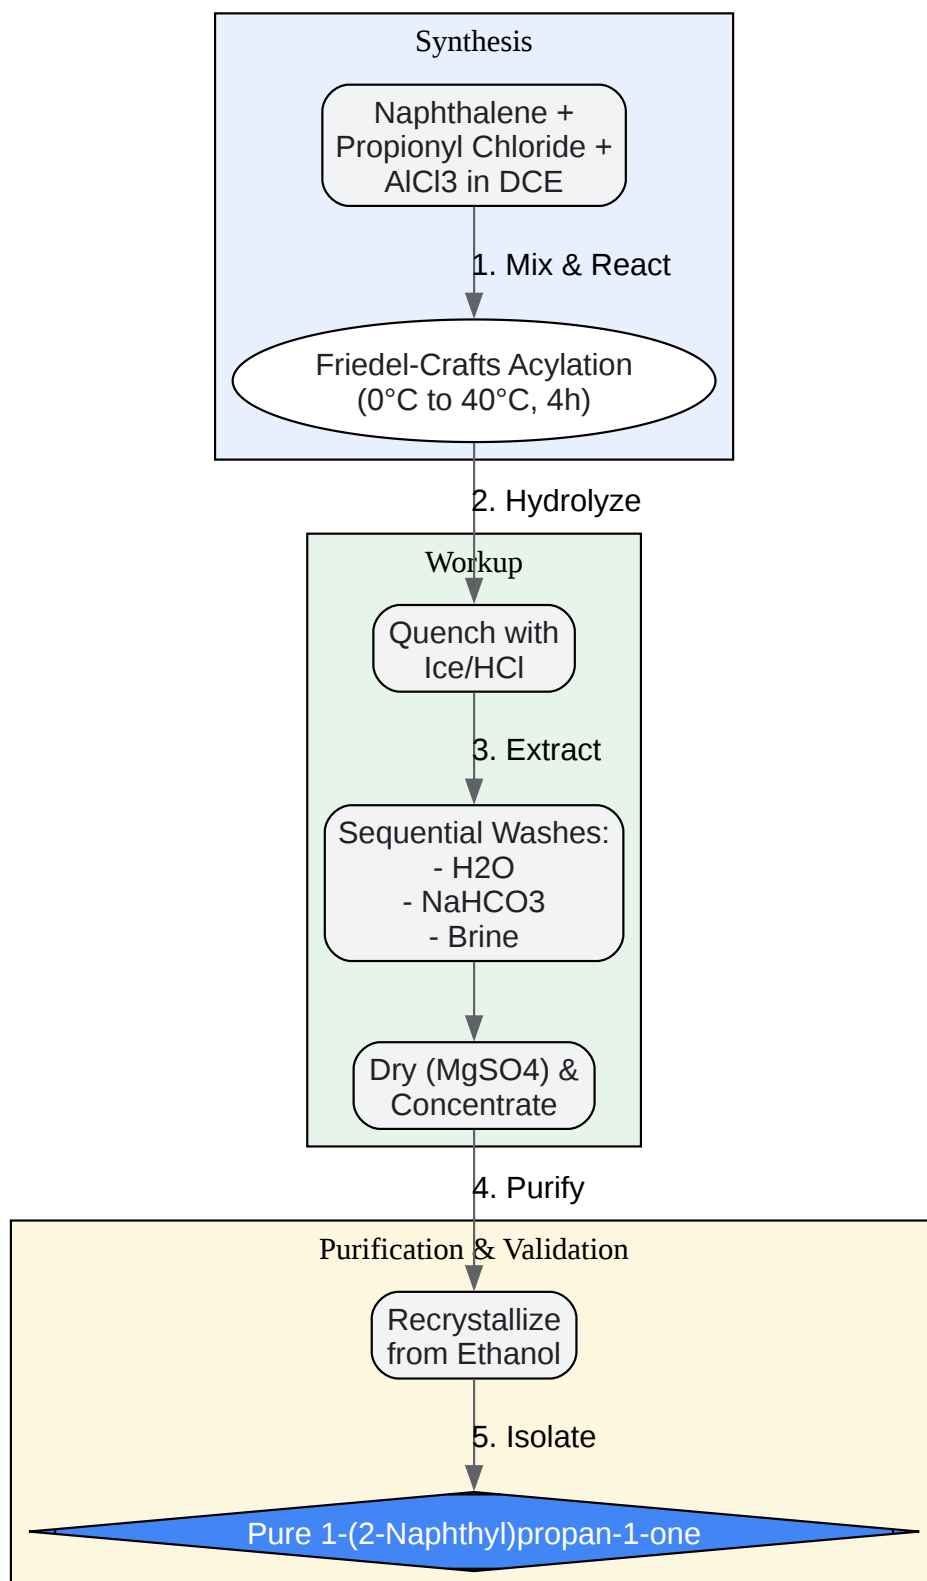 Synthesis
Naphthalene +
Propionyl Chloride +
AlCl3 in DCE
1. Mix & React
Friedel-Crafts Acylation
(0°C to 40°C, 4h)
2. Hydrolyze
Workup
Quench with
Ice/HCl
3. Extract
Sequential Washes:
- H2O
- NaHCO3
- Brine
Dry (MgSO4) &
Concentrate
4. Purify
Purification & Validation
Recrystallize
from Ethanol
5. Isolate
Pure 1-(2-Naphthyl)propan-1-one